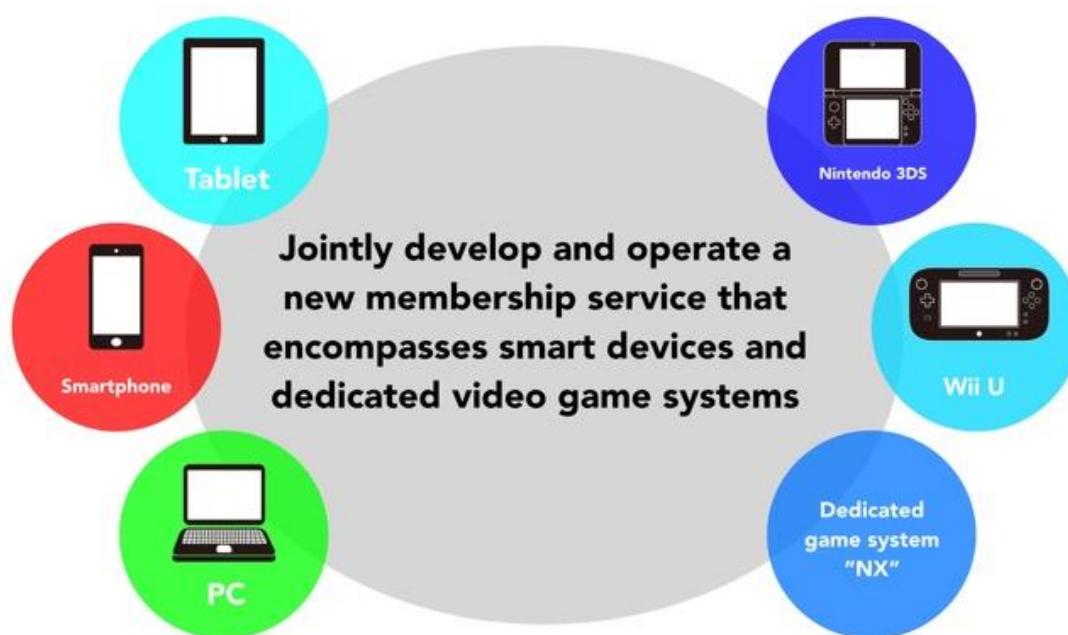 Tablet
Nintendo 3DS
Jointly develop and operate a
new membership service that
encompasses smart devices and
dedicated video game systems
Smartphone
Wii U
PC
Dedicated
game system
"NX"